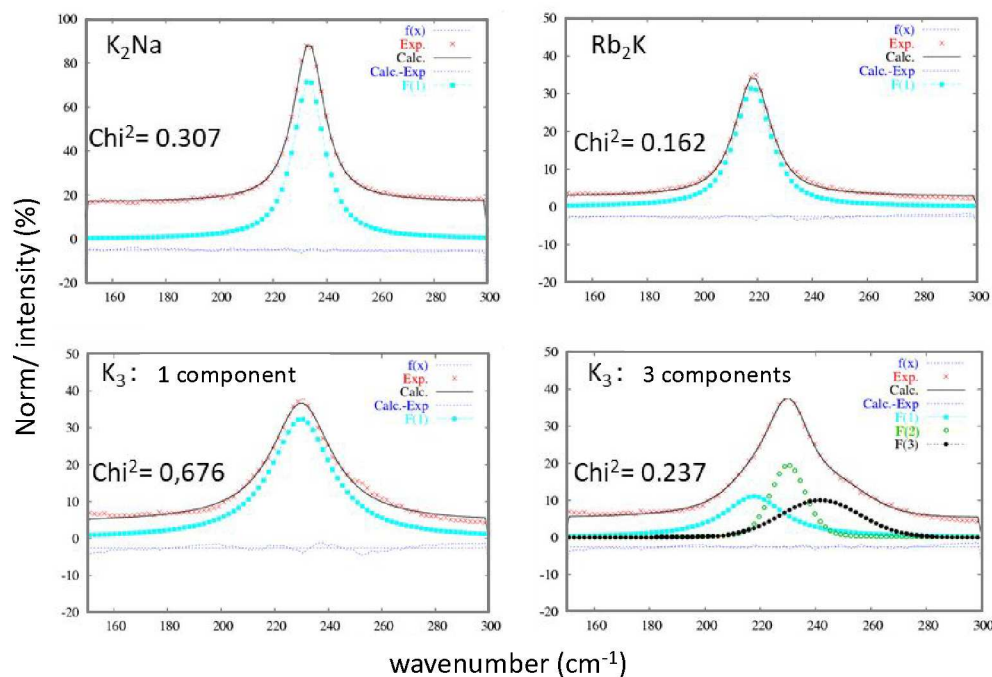 Norm/ intensity (%)
K₂Na
Chi²= 0.307
f(x)
Exp.
Calc.
Calc.-Exp
F(1)
100
80
60
40
20
0
-20
160 180 200 220 240 260 280 300
Rb₂K
Chi²= 0.162
f(x)
Exp.
Calc.
Calc.-Exp
F(1)
50
40
30
20
10
0
-10
-20
160 180 200 220 240 260 280 300
K₃: 1 component
Chi²= 0,676
f(x)
Exp.
Calc.
Calc.-Exp
F(1)
50
40
30
20
10
0
-10
-20
160 180 200 220 240 260 280 300
K₃: 3 components
Chi²= 0.237
f(x)
Exp.
Calc.
Calc.-Exp
F(1)
F(2)
F(3)
50
40
30
20
10
0
-10
-20
160 180 200 220 240 260 280 300
wavenumber (cm⁻¹)